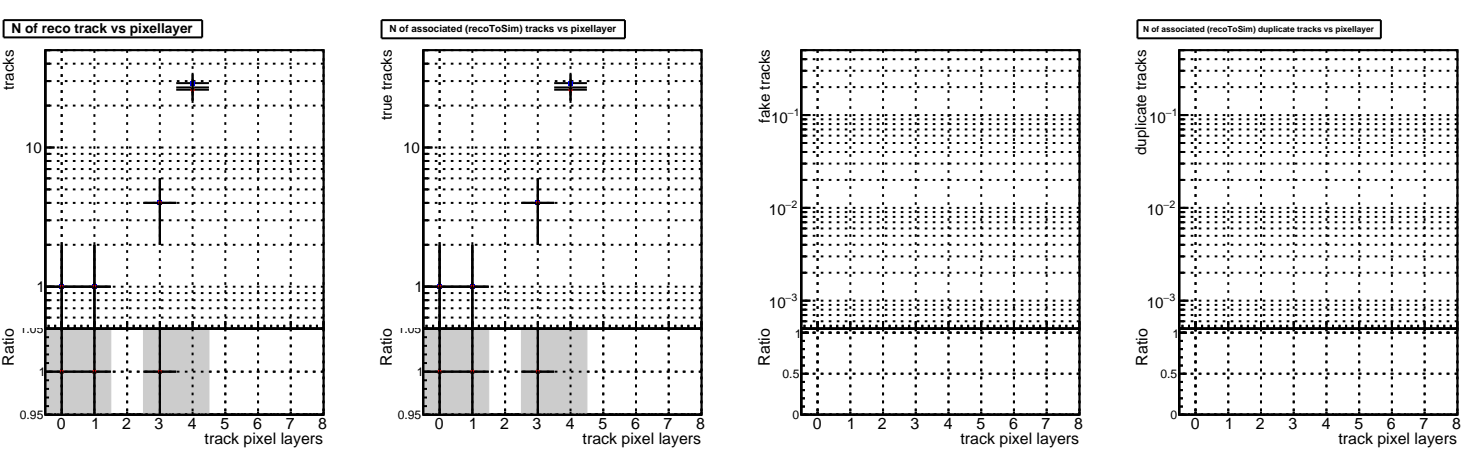 N of reco track vs pixellayer
tracks
10
1
Ratio
1.05
1
0.95
0 1 2 3 4 5 6 7 8
track pixel layers
N of associated (recoToSim) tracks vs pixellayer
true tracks
10
1
Ratio
1.05
1
0.95
0 1 2 3 4 5 6 7 8
track pixel layers
fake tracks
10⁻¹
10⁻²
10⁻³
Ratio
1
0.5
0
0 1 2 3 4 5 6 7 8
track pixel layers
N of associated (recoToSim) duplicate tracks vs pixellayer
duplicate tracks
10⁻¹
10⁻²
10⁻³
Ratio
1
0.5
0
0 1 2 3 4 5 6 7 8
track pixel layers